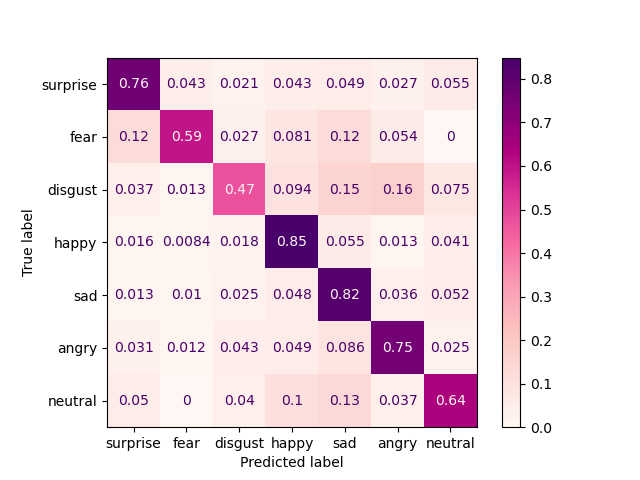 surprise 0.76 0.043 0.021 0.043 0.049 0.027 0.055
fear 0.12 0.59 0.027 0.081 0.12 0.054 0
disgust 0.037 0.013 0.47 0.094 0.15 0.16 0.075
happy 0.016 0.0084 0.018 0.85 0.055 0.013 0.041
sad 0.013 0.01 0.025 0.048 0.82 0.036 0.052
angry 0.031 0.012 0.043 0.049 0.086 0.75 0.025
neutral 0.05 0 0.04 0.1 0.13 0.037 0.64
surprise fear disgust happy sad angry neutral
Predicted label
True label
0.8
0.7
0.6
0.5
0.4
0.3
0.2
0.1
0.0